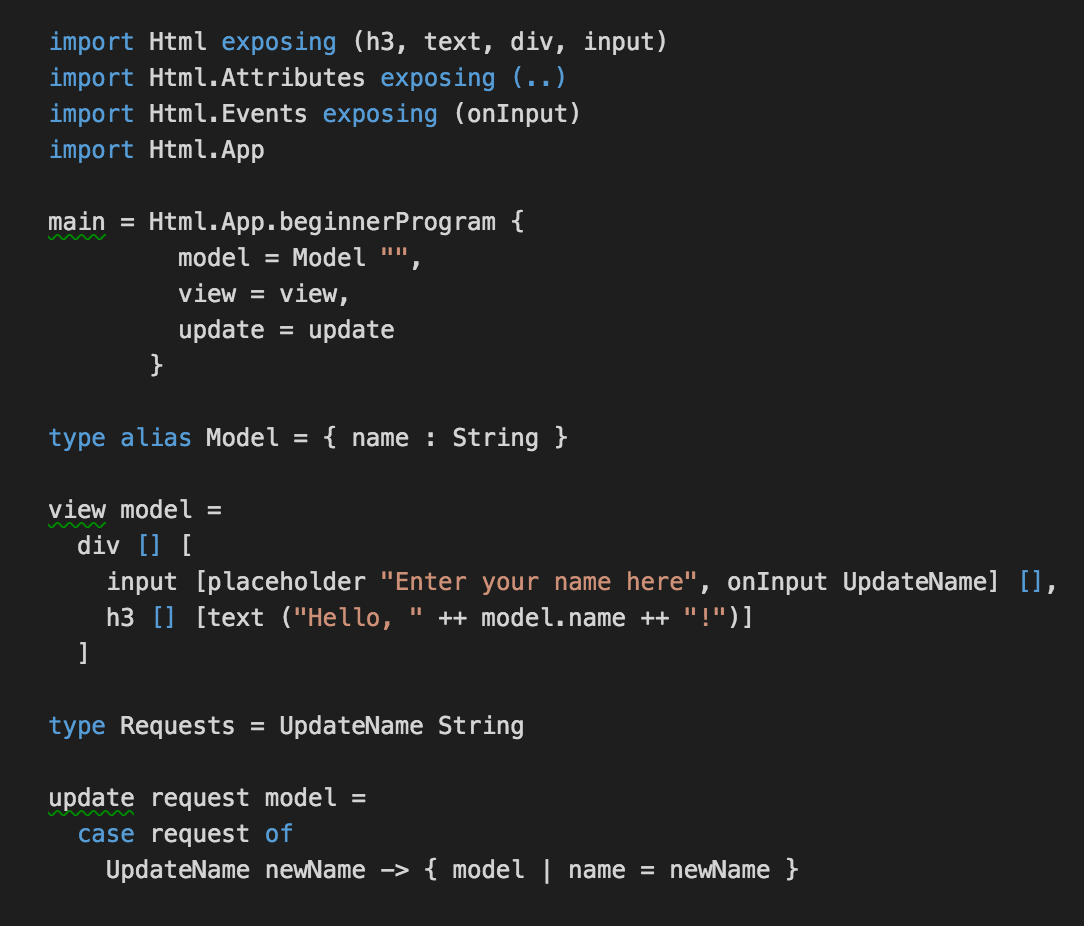 import Html exposing (h3, text, div, input)
import Html.Attributes exposing (..)
import Html.Events exposing (onInput)
import Html.App

main = Html.App.beginnerProgram {
         model = Model "",
         view = view,
         update = update
       }

type alias Model = { name : String }

view model =
  div [] [
    input [placeholder "Enter your name here", onInput UpdateName] [],
    h3 [] [text ("Hello, " ++ model.name ++ "!")]
  ]

type Requests = UpdateName String

update request model =
  case request of
    UpdateName newName -> { model | name = newName }